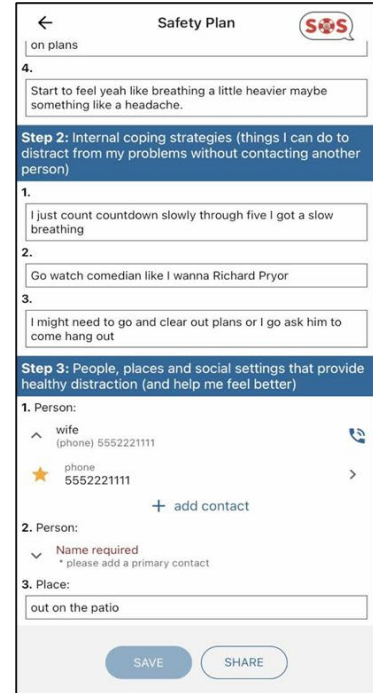 Safety Plan
SOS
on plans
4.
Start to feel yeah like breathing a little heavier maybe
something like a headache.
Step 2: Internal coping strategies (things I can do to
distract from my problems without contacting another
person)
1.
I just count countdown slowly through five I got a slow
breathing
2.
Go watch comedian like I wanna Richard Pryor
3.
I might need to go and clear out plans or I go ask him to
come hang out
Step 3: People, places and social settings that provide
healthy distraction (and help me feel better)
1. Person:
wife
(phone) 5552221111
phone
5552221111
+ add contact
2. Person:
Name required
* please add a primary contact
3. Place:
out on the patio
SAVE
SHARE